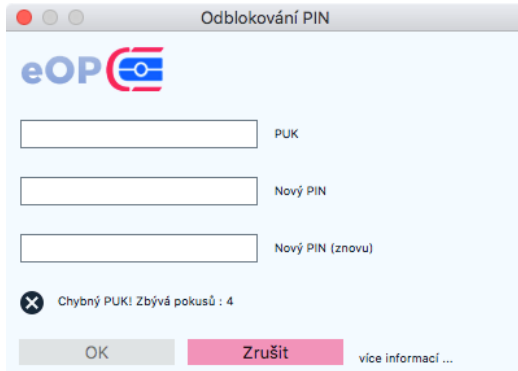 Odblokování PIN
eOP
PUK
Nový PIN
Nový PIN (znovu)
Chybný PUK! Zbývá pokusů : 4
OK
Zrušit
více informací ...